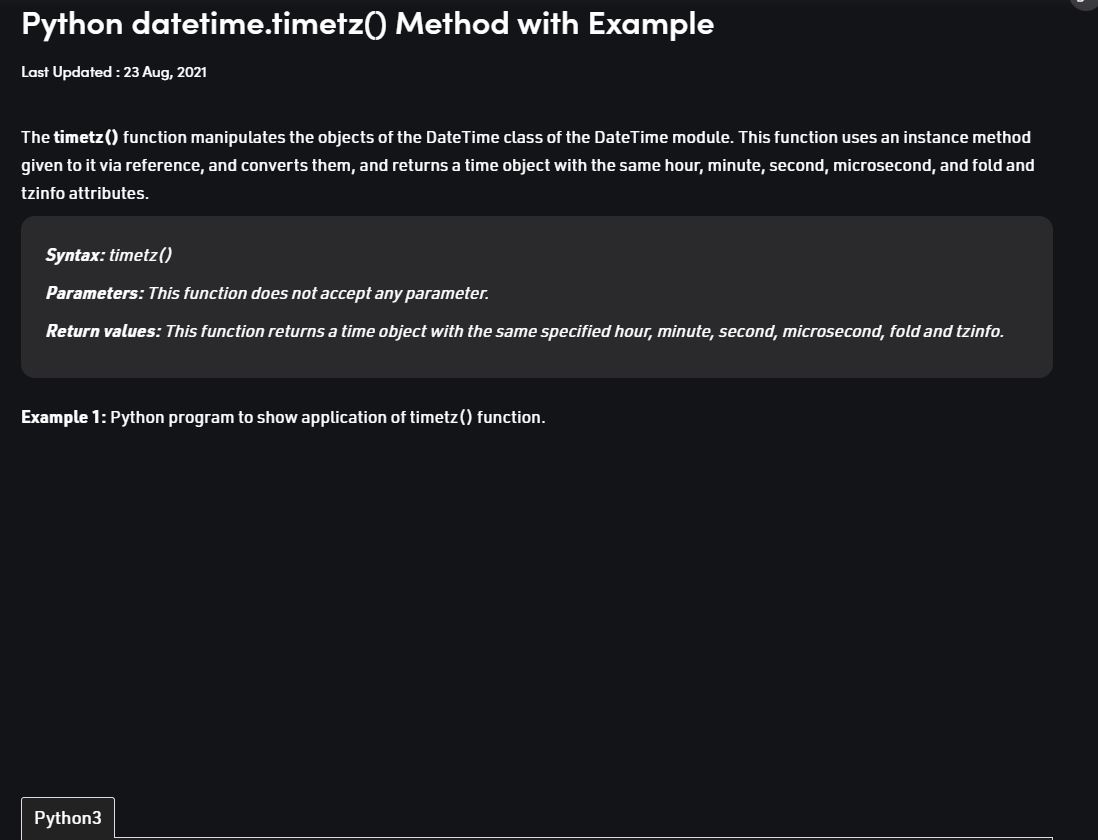 Python datetime.timetz() Method with Example
Last Updated : 23 Aug, 2021
The timetz() function manipulates the objects of the DateTime class of the DateTime module. This function uses an instance method
given to it via reference, and converts them, and returns a time object with the same hour, minute, second, microsecond, and fold and
tzinfo attributes.
Syntax: timetz()
Parameters: This function does not accept any parameter.
Return values: This function returns a time object with the same specified hour, minute, second, microsecond, fold and tzinfo.
Example 1: Python program to show application of timetz() function.
Python3